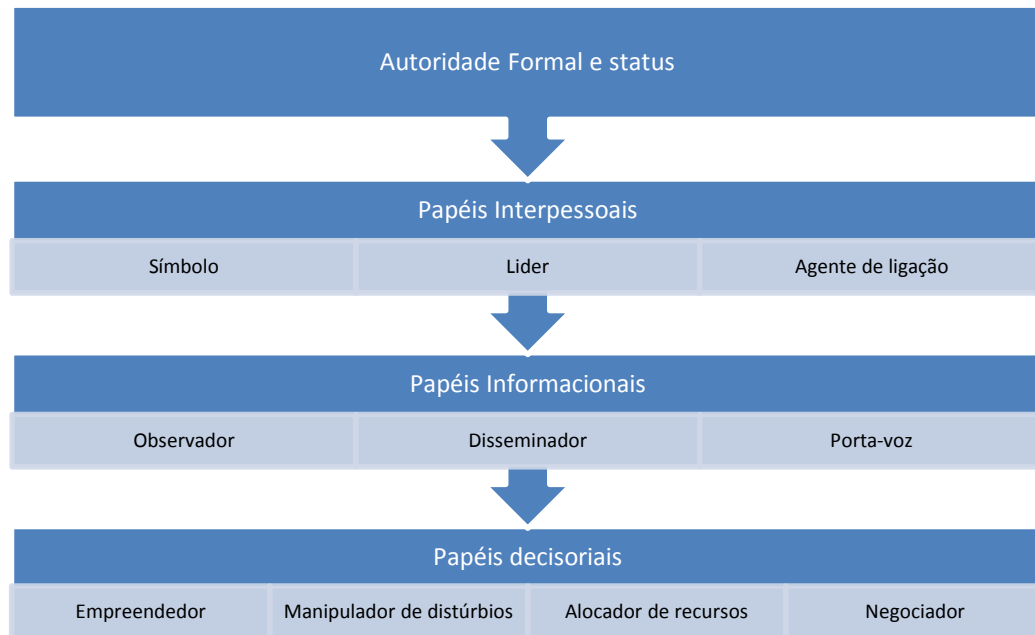 Autoridade Formal e status
Papéis Interpessoais
Símbolo Lider Agente de ligação
Papéis Informacionais
Observador Disseminador Porta-voz
Papéis decisoriais
Empreendedor Manipulador de distúrbios Alocador de recursos Negociador